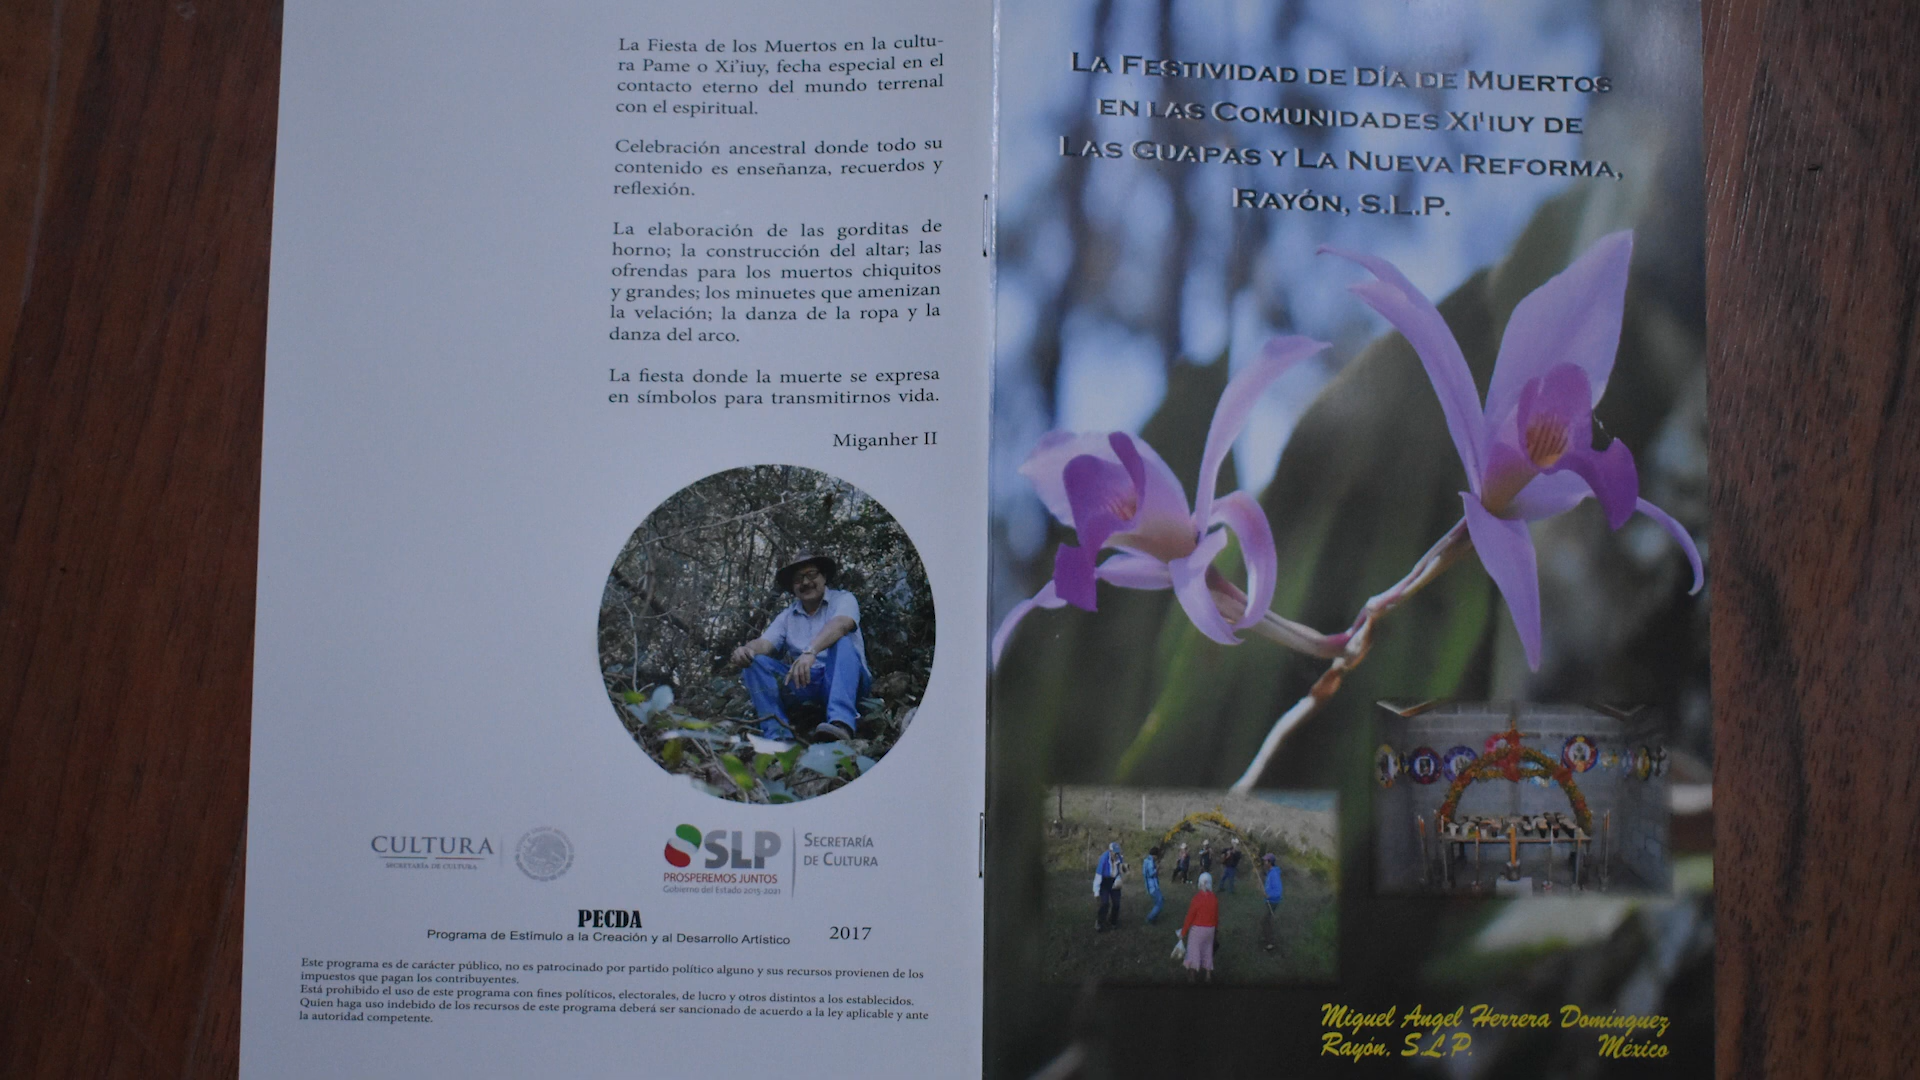 La Fiesta de los Muertos en la cultu-
ra Pame o Xi'iuy, fecha especial en el
contacto eterno del mundo terrenal
con el espiritual.
Celebración ancestral donde todo su
contenido es enseñanza, recuerdos y
reflexión.
La elaboración de las gorditas de
horno; la construcción del altar; las
ofrendas para los muertos chiquitos
y grandes; los minuetes que amenizan
la velación; la danza de la ropa y la
danza del arco.
La fiesta donde la muerte se expresa
en símbolos para transmitirnos vida.
Miganher II
CULTURA
SECRETARÍA DE CULTURA
SLP
PROSPEREMOS JUNTOS
Gobierno del Estado 2015-2021
SECRETARÍA
DE CULTURA
PECDA
Programa de Estímulo a la Creación y al Desarrollo Artístico
2017
Este programa es de carácter público, no es patrocinado por partido político alguno y sus recursos provienen de los
impuestos que pagan los contribuyentes.
Está prohibido el uso de este programa con fines políticos, electorales, de lucro y otros distintos a los establecidos.
Quien haga uso indebido de los recursos de este programa deberá ser sancionado de acuerdo a la ley aplicable y ante
la autoridad competente.
LA FESTIVIDAD DE DÍA DE MUERTOS
EN LAS COMUNIDADES XI'IUY DE
LAS GUAPAS Y LA NUEVA REFORMA,
RAYÓN, S.L.P.
Miguel Angel Herrera Domínguez
Rayón, S.L.P. México